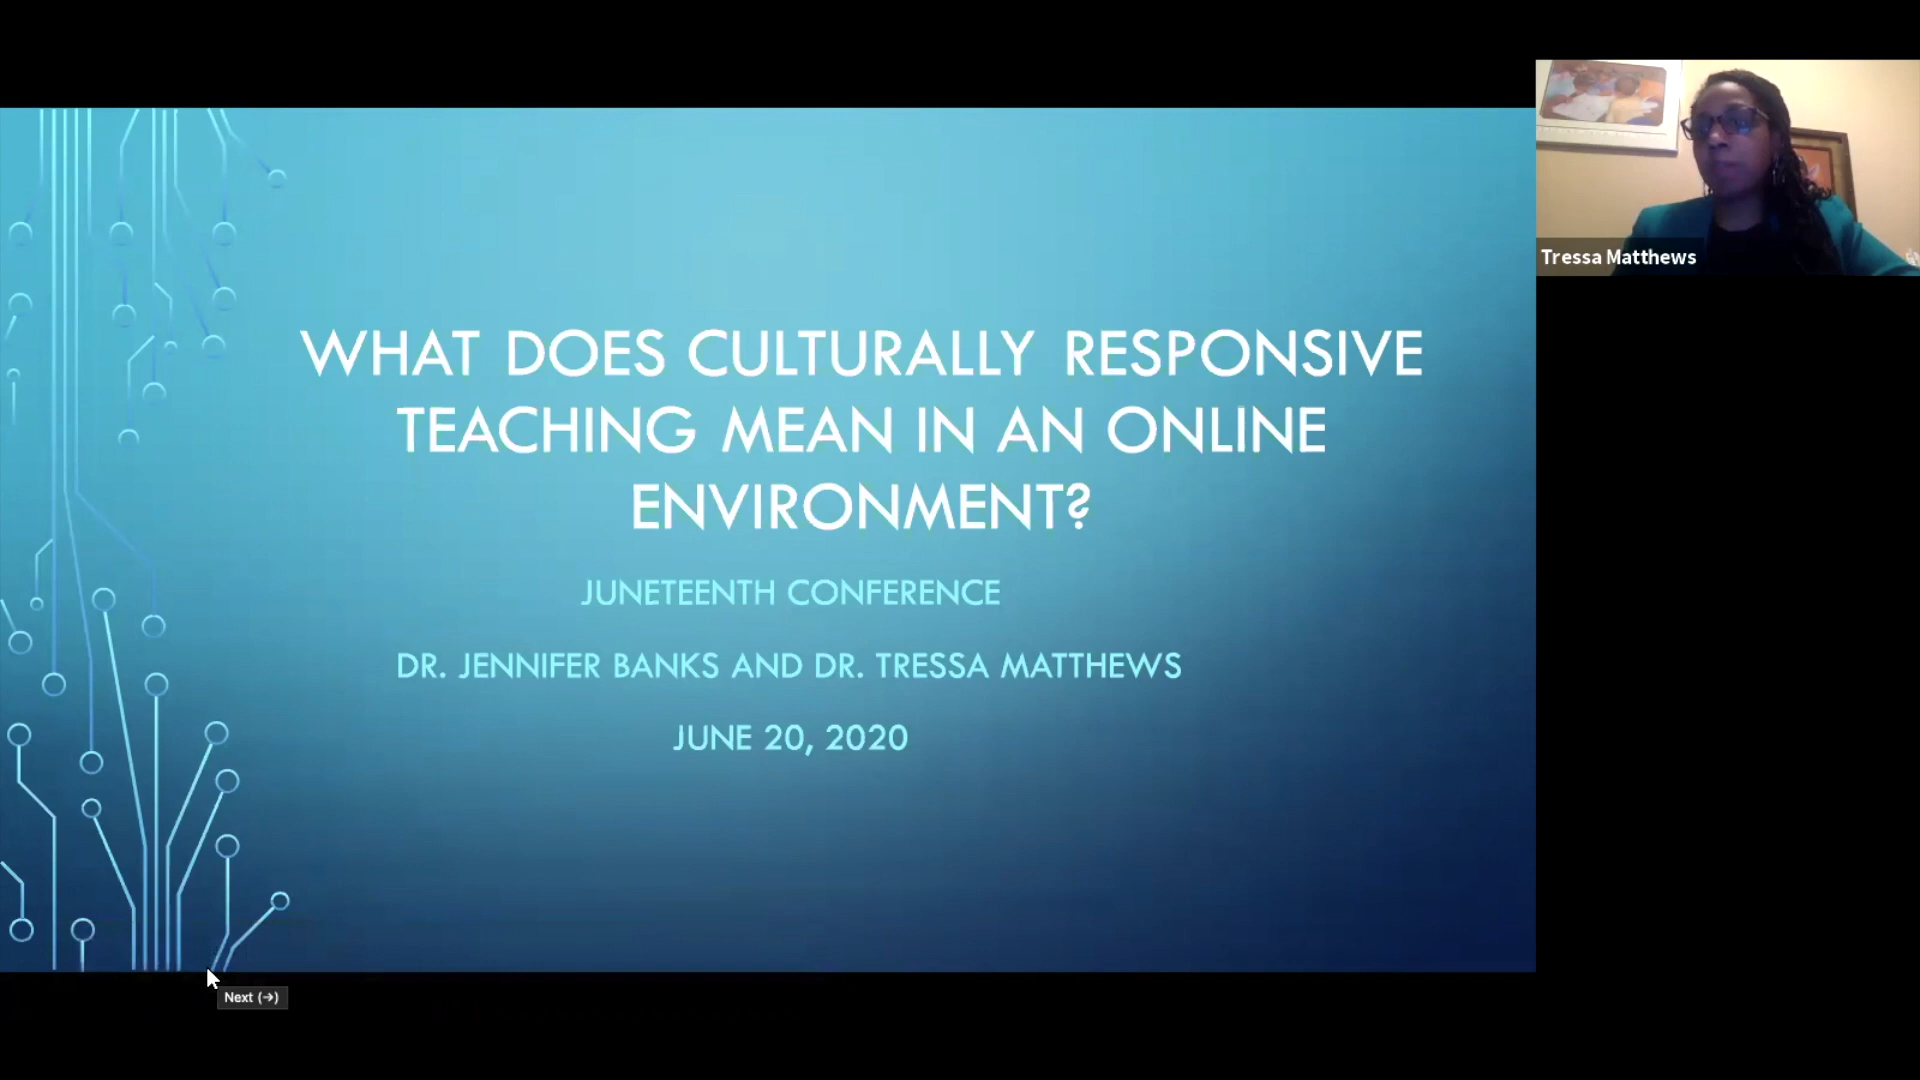 WHAT DOES CULTURALLY RESPONSIVE
TEACHING MEAN IN AN ONLINE
ENVIRONMENT?
JUNETEENTH CONFERENCE
DR. JENNIFER BANKS AND DR. TRESSA MATTHEWS
JUNE 20, 2020
Tressa Matthews
Next (→)